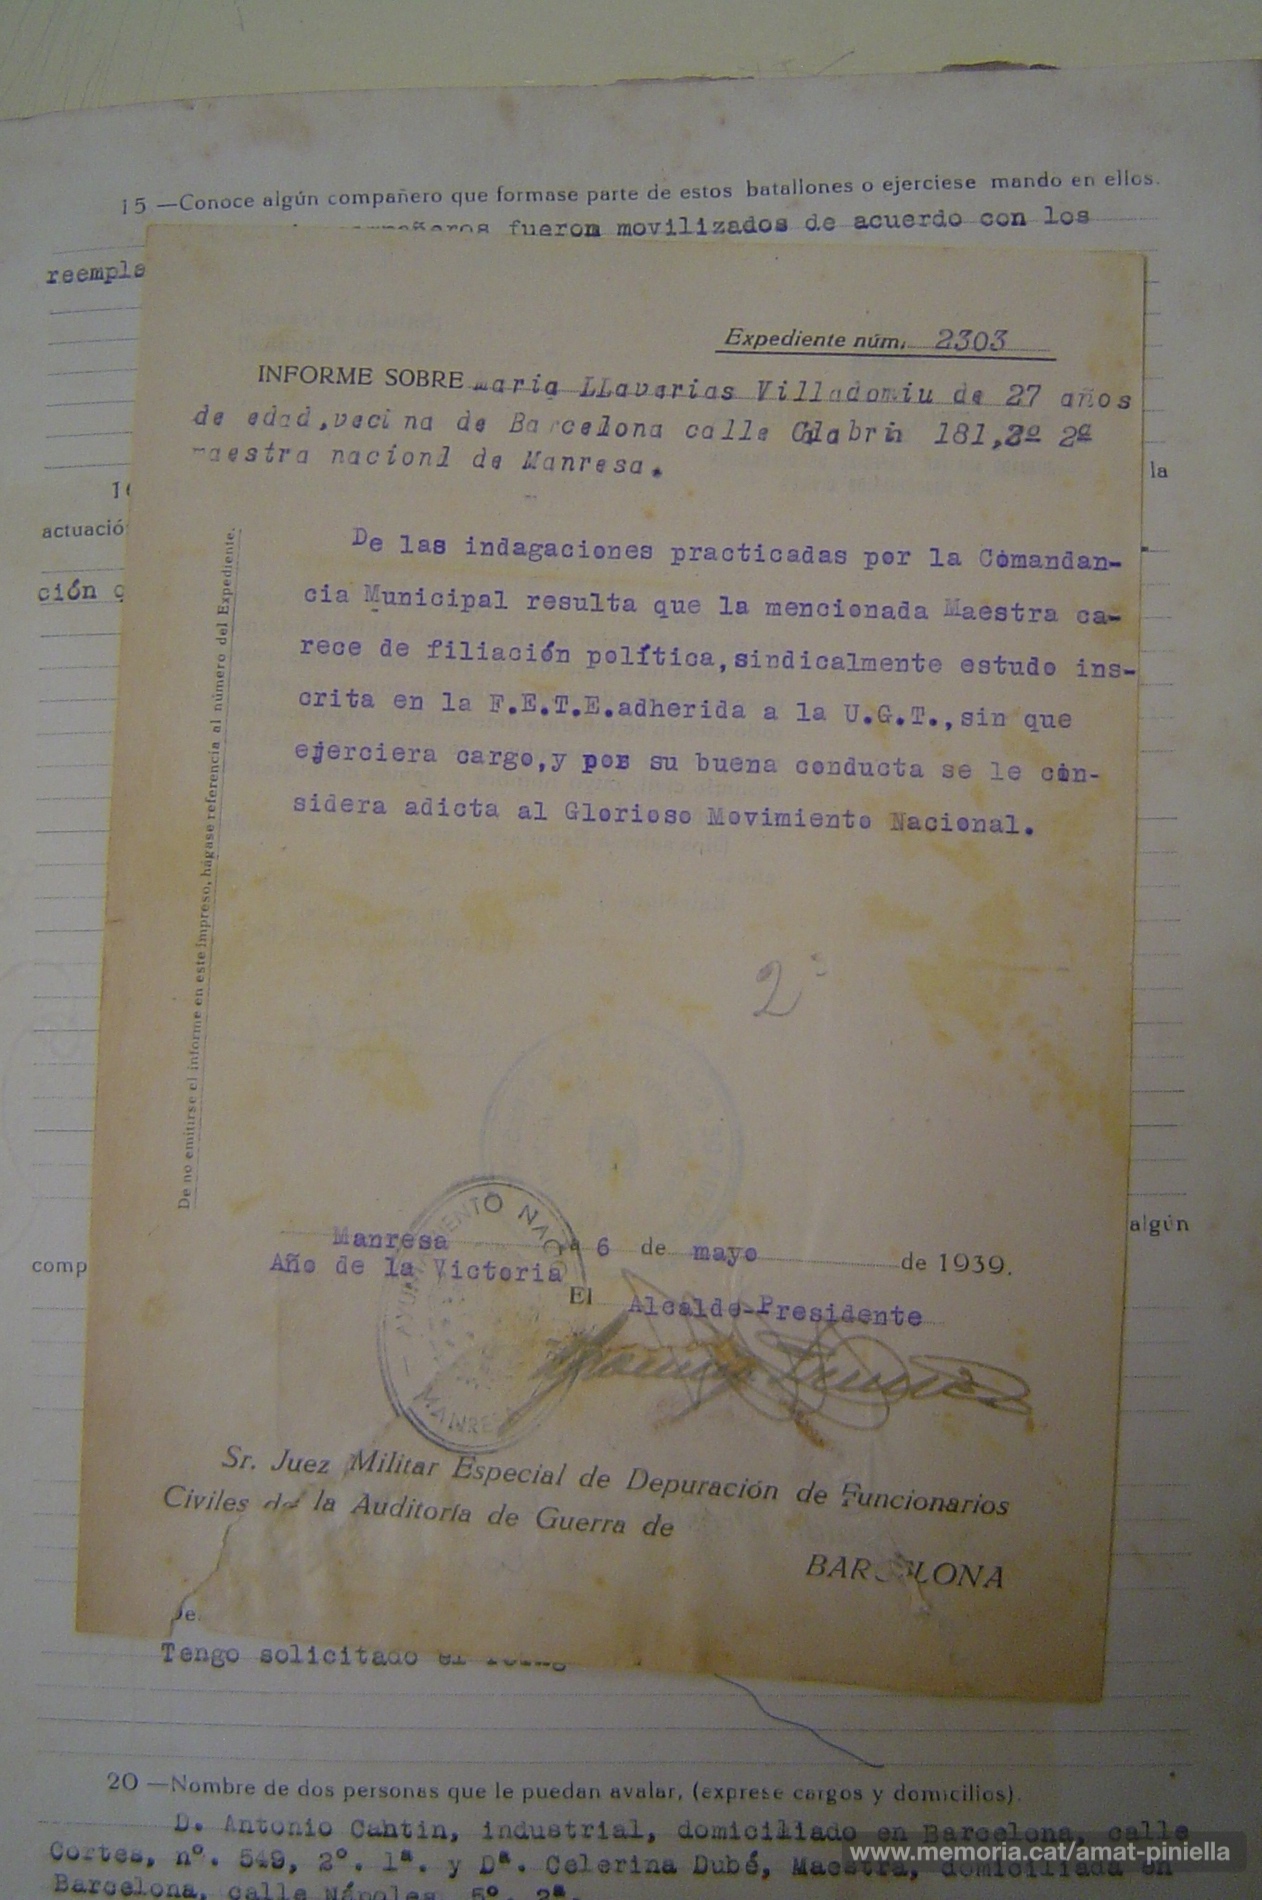 15 —Conoce algún compañero que formase parte de estos batallones o ejerciese mando en ellos.
compañeros fueron movilizados de acuerdo con los
reempla
Expediente núm. 2303
INFORME SOBRE Maria LLaverias Villadomiu de 27 años
de edad,vecina de Barcelona calle Calabria 181,3º 2ª
maestra nacionl de Manresa.
la
16
actuació
ción q
De las indagaciones practicadas por la Comandan-
cia Municipal resulta que la mencionada Maestra ca-
rece de filiación política,sindicalmente estudo ins-
crita en la F.E.T.E.adherida a la U.G.T.,sin que
ejerciera cargo,y por su buena conducta se le con-
sidera adicta al Glorioso Movimiento Nacional.
De no emitirse el informe en este impreso, hágase referencia al número del Expediente.
2º
algún
comp
Manresa a 6 de mayo de 1939.
Año de la Victoria
El Alcalde-Presidente
AYUNTAMIENTO NACIO
MANRESA
Sr. Juez Militar Especial de Depuración de Funcionarios
Civiles de la Auditoría de Guerra de
BARCELONA
De.
Tengo solicitado el
20 —Nombre de dos personas que le puedan avalar, (exprese cargos y domicilios).
D. Antonio Cantin, industrial, domiciliado en Barcelona, calle
Cortes, nº. 549, 2º. 1ª. y Dª. Celerina Dubé, Maestra, domiciliada en
Barcelona, calle Nápoles 5º. 2ª.
www.memoria.cat/amat-piniella